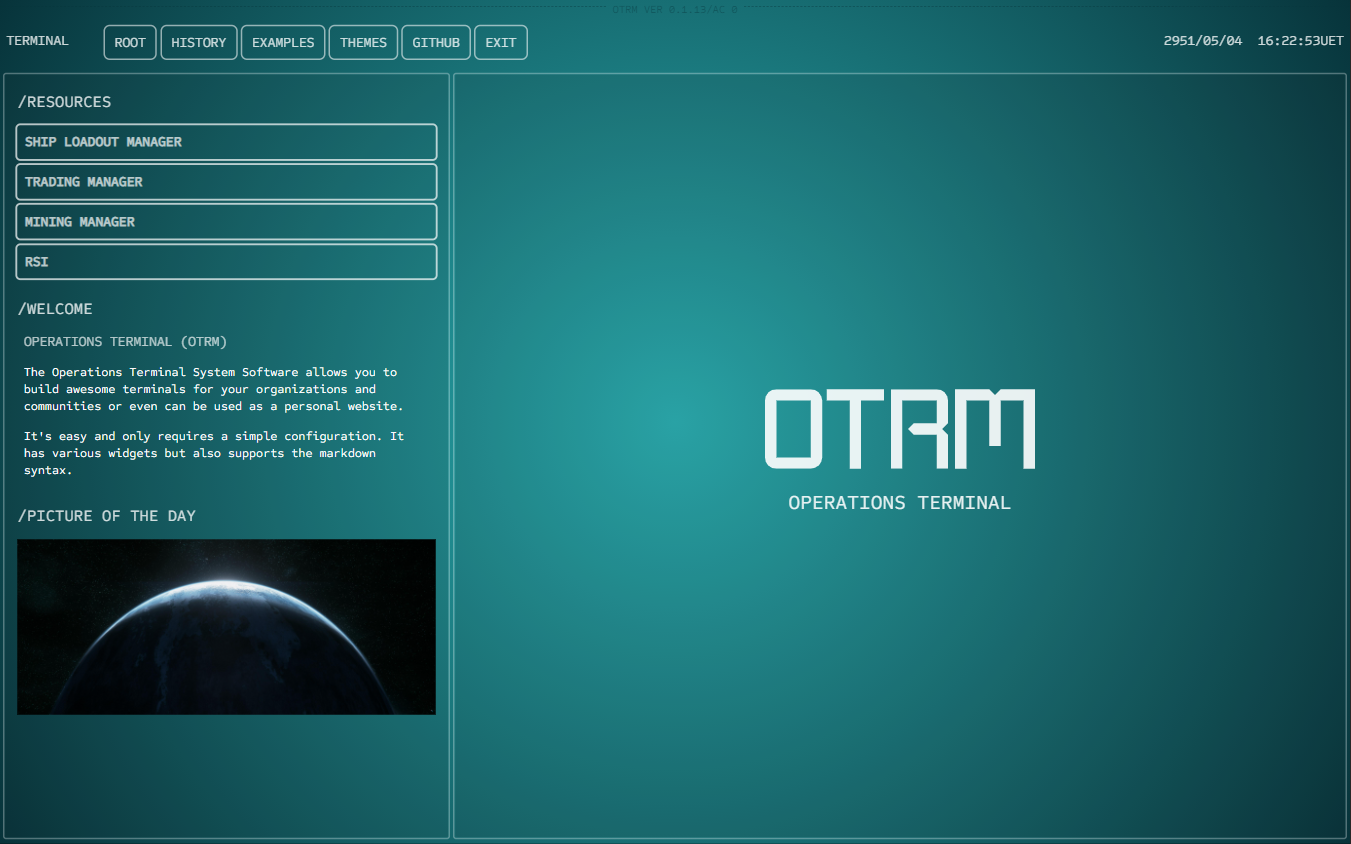 OTRM VER 0.1.13/AC 0
TERMINAL
ROOT
HISTORY
EXAMPLES
THEMES
GITHUB
EXIT
2951/05/04 16:22:53UET
/RESOURCES
SHIP LOADOUT MANAGER
TRADING MANAGER
MINING MANAGER
RSI
/WELCOME
OPERATIONS TERMINAL (OTRM)
The Operations Terminal System Software allows you to
build awesome terminals for your organizations and
communities or even can be used as a personal website.
It's easy and only requires a simple configuration. It
has various widgets but also supports the markdown
syntax.
/PICTURE OF THE DAY
OTRM
OPERATIONS TERMINAL